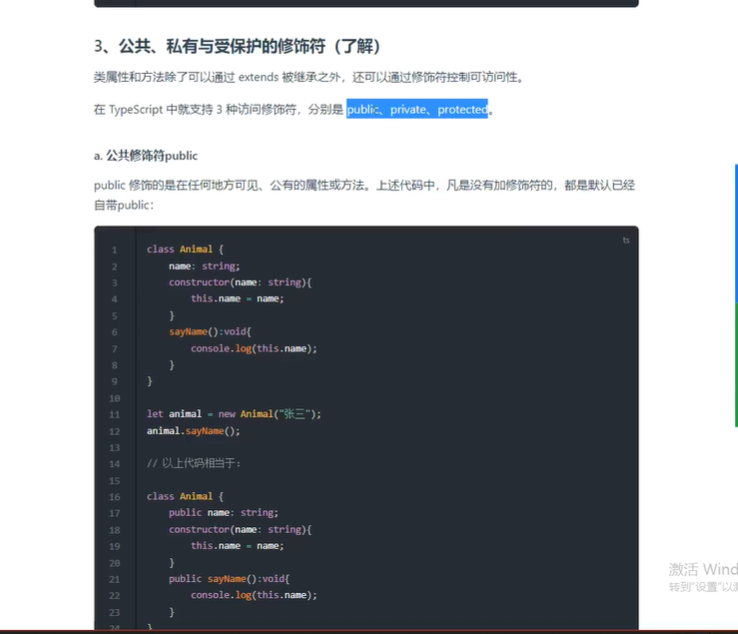 3、公共、私有与受保护的修饰符（了解）
类属性和方法除了可以通过 extends 被继承之外，还可以通过修饰符控制可访问性。
在 TypeScript 中就支持 3 种访问修饰符，分别是 public、private、protected。
a. 公共修饰符public
public 修饰的是在任何地方可见、公有的属性或方法。上述代码中，凡是没有加修饰符的，都是默认已经
自带public：
ts
1 class Animal {
2 name: string;
3 constructor(name: string){
4 this.name = name;
5 }
6 sayName():void{
7 console.log(this.name);
8 }
9 }
10
11 let animal = new Animal("张三");
12 animal.sayName();
13
14 // 以上代码相当于：
15
16 class Animal {
17 public name: string;
18 constructor(name: string){
19 this.name = name;
20 }
21 public sayName():void{
22 console.log(this.name);
23 }
24 }
激活 Wind
转到"设置"以